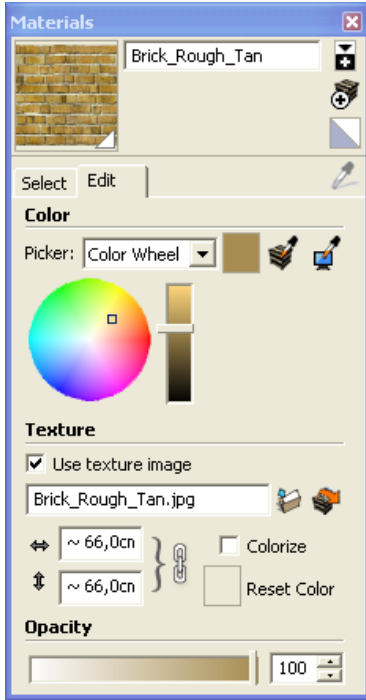 Materials
Brick_Rough_Tan
Select Edit
Color
Picker: Color Wheel
Texture
Use texture image
Brick_Rough_Tan.jpg
~ 66,0cn
Colorize
~ 66,0cn
Reset Color
Opacity
100